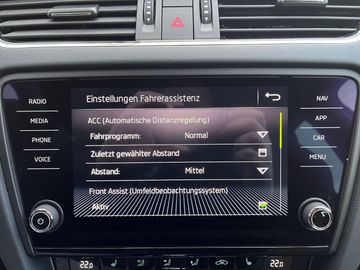 RADIO
MEDIA
PHONE
VOICE
Einstellungen Fahrerassistenz
ACC (Automatische Distanzregelung)
Fahrprogramm: Normal
Zuletzt gewählter Abstand
Abstand: Mittel
Front Assist (Umfeldbeobachtungssystem)
Aktiv
NAV
APP
CAR
MENU
22.0
22.0